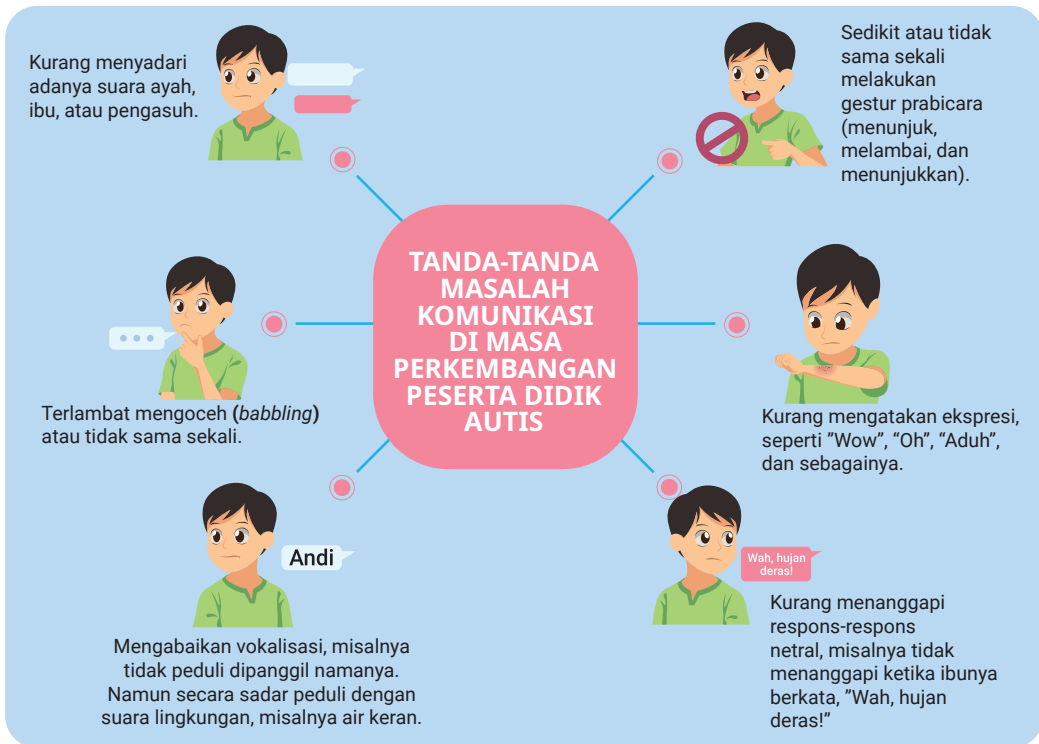 Kurang menyadari
adanya suara ayah,
ibu, atau pengasuh.
Sedikit atau tidak
sama sekali
melakukan
gestur prabicara
(menunjuk,
melambai, dan
menunjukkan).
TANDA-TANDA
MASALAH
KOMUNIKASI
DI MASA
PERKEMBANGAN
PESERTA DIDIK
AUTIS
Terlambat mengoceh (babbling)
atau tidak sama sekali.
Kurang mengatakan ekspresi,
seperti ”Wow”, “Oh”, “Aduh”,
dan sebagainya.
Andi
Mengabaikan vokalisasi, misalnya
tidak peduli dipanggil namanya.
Namun secara sadar peduli dengan
suara lingkungan, misalnya air keran.
Wah, hujan
deras!
Kurang menanggapi
respons-respons
netral, misalnya tidak
menanggapi ketika ibunya
berkata, ”Wah, hujan
deras!”